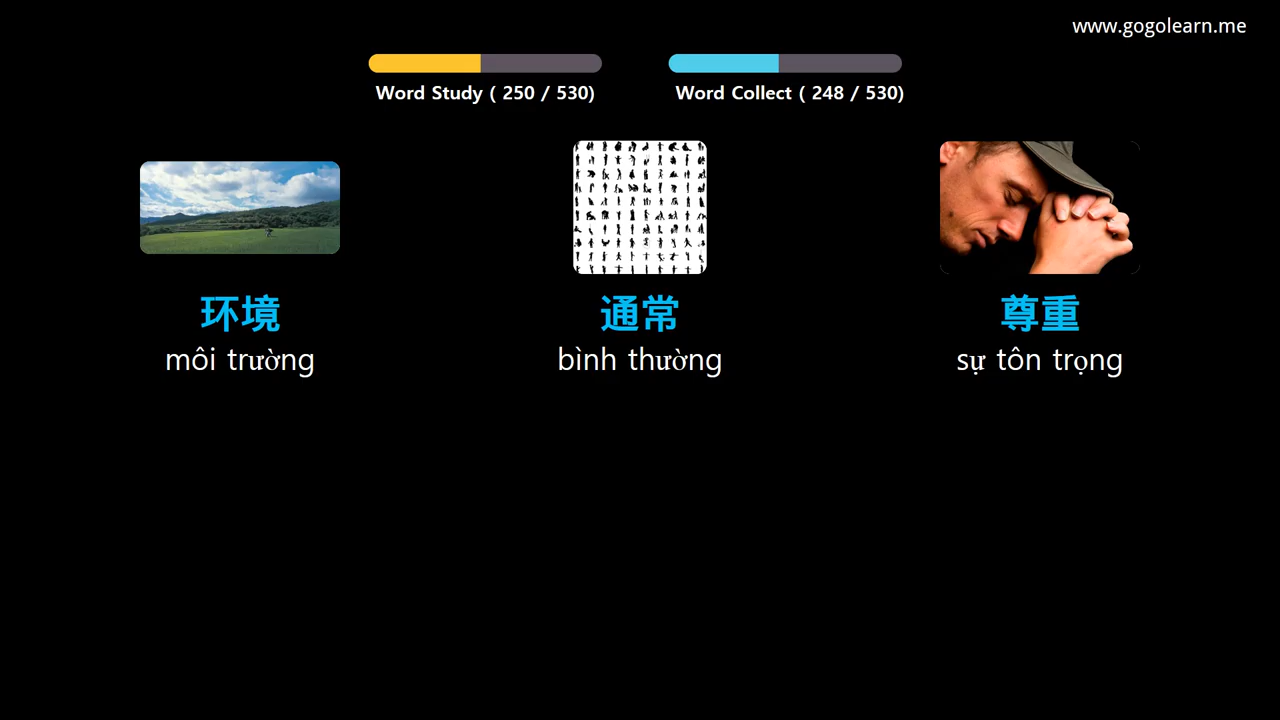 www.gogolearn.me
Word Study ( 250 / 530)
Word Collect ( 248 / 530)
环境
通常
尊重
môi trường
bình thường
sự tôn trọng